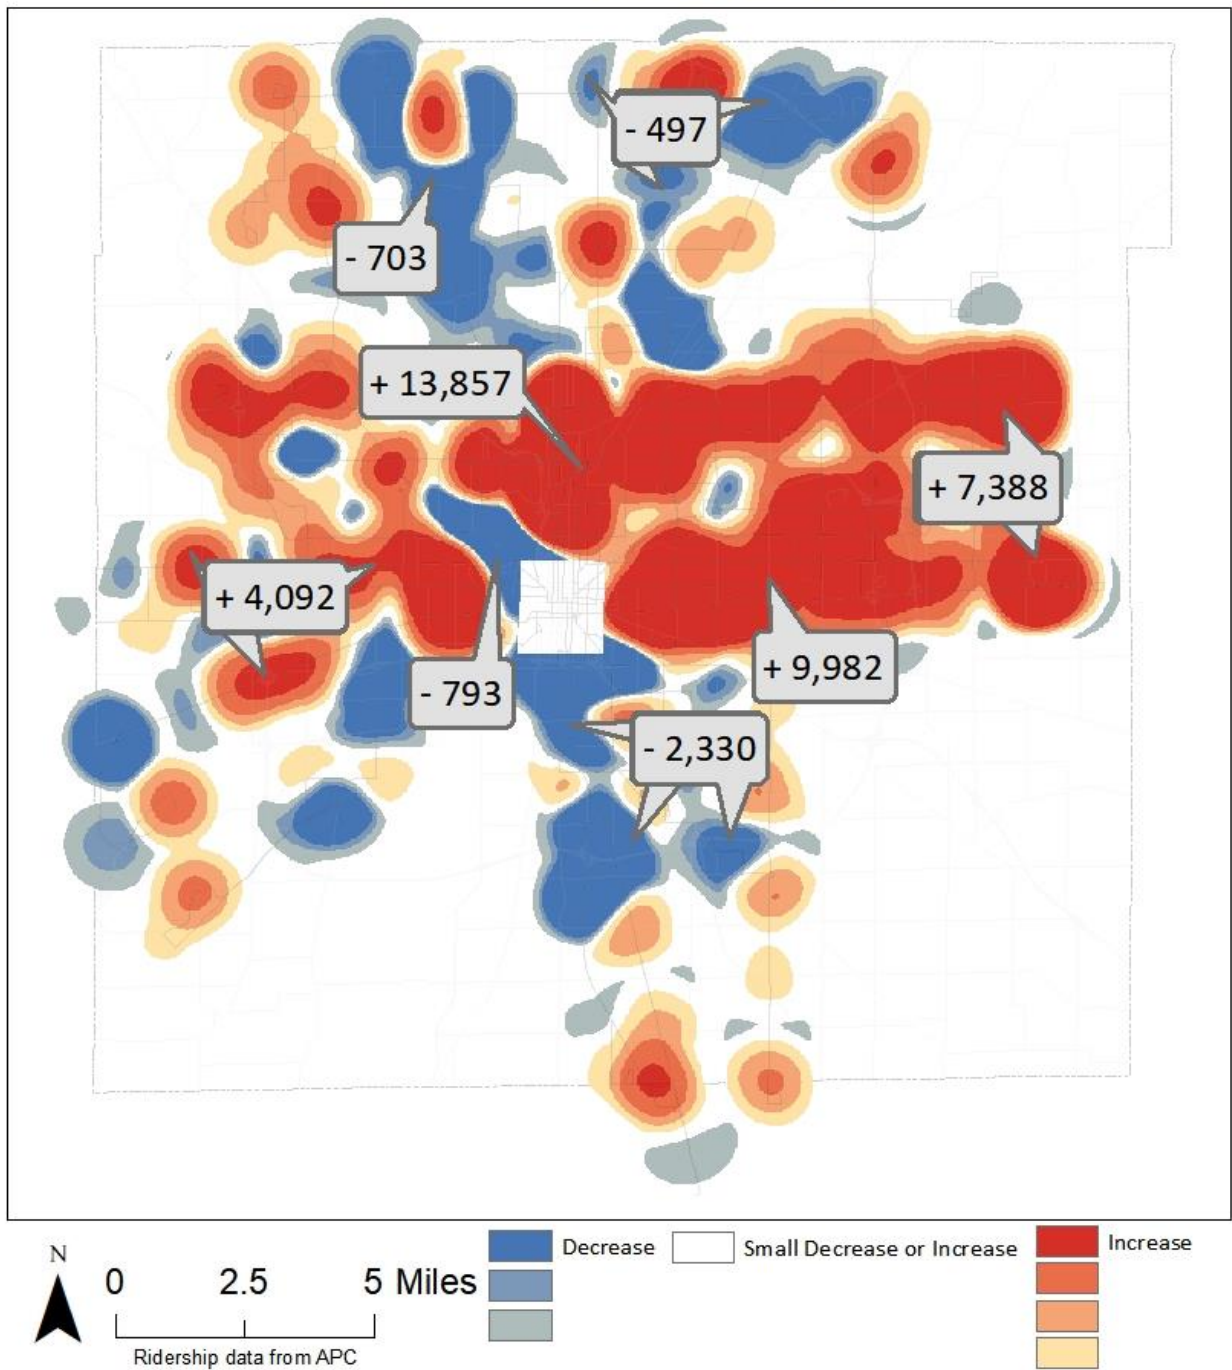 - 497
- 703
+ 13,857
+ 7,388
+ 4,092
- 793
+ 9,982
- 2,330
N
0 2.5 5 Miles
Ridership data from APC
Decrease
Small Decrease or Increase
Increase